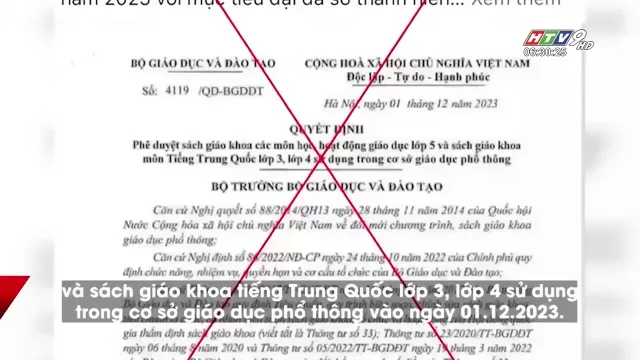 năm 2025 với mục tiêu đại đa số thanh niên... Xem thêm
HTV9 HD
06:30:25
BỘ GIÁO DỤC VÀ ĐÀO TẠO
CỘNG HOÀ XÃ HỘI CHỦ NGHĨA VIỆT NAM
Độc lập - Tự do - Hạnh phúc
Số: 4119 /QĐ-BGDĐT
Hà Nội, ngày 01 tháng 12 năm 2023
QUYẾT ĐỊNH
Phê duyệt sách giáo khoa các môn học, hoạt động giáo dục lớp 5 và sách giáo khoa
môn Tiếng Trung Quốc lớp 3, lớp 4 sử dụng trong cơ sở giáo dục phổ thông
BỘ TRƯỞNG BỘ GIÁO DỤC VÀ ĐÀO TẠO
Căn cứ Nghị quyết số 88/2014/QH13 ngày 28 tháng 11 năm 2014 của Quốc hội
Nước Cộng hòa xã hội chủ nghĩa Việt Nam về đổi mới chương trình, sách giáo khoa
giáo dục phổ thông;
Căn cứ Nghị định số 86/2022/NĐ-CP ngày 24 tháng 10 năm 2022 của Chính phủ quy
định chức năng, nhiệm vụ, quyền hạn và cơ cấu tổ chức của Bộ Giáo dục và Đào tạo;
và sách giáo khoa tiếng Trung Quốc lớp 3, lớp 4 sử dụng
trong cơ sở giáo dục phổ thông vào ngày 01.12.2023.
gia thẩm định sách giáo khoa (viết tắt là Thông tư số 33); Thông tư 23/2020/TT-BGDĐT
ngày 06 tháng 8 năm 2020 và Thông tư 05/2022/TT-BGDĐT ngày 19 tháng 3 năm 2022